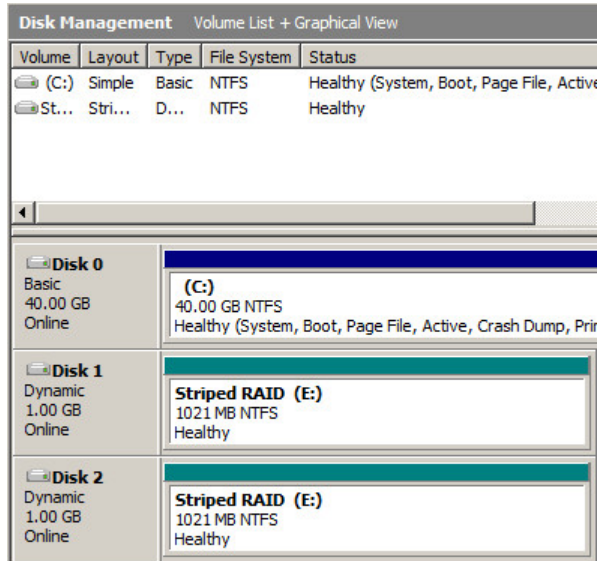 Disk Management Volume List + Graphical View
Volume Layout Type File System Status
(C:) Simple Basic NTFS Healthy (System, Boot, Page File, Active
St... Stri... D... NTFS Healthy
Disk 0
Basic
40.00 GB
Online
(C:)
40.00 GB NTFS
Healthy (System, Boot, Page File, Active, Crash Dump, Pri
Disk 1
Dynamic
1.00 GB
Online
Striped RAID (E:)
1021 MB NTFS
Healthy
Disk 2
Dynamic
1.00 GB
Online
Striped RAID (E:)
1021 MB NTFS
Healthy